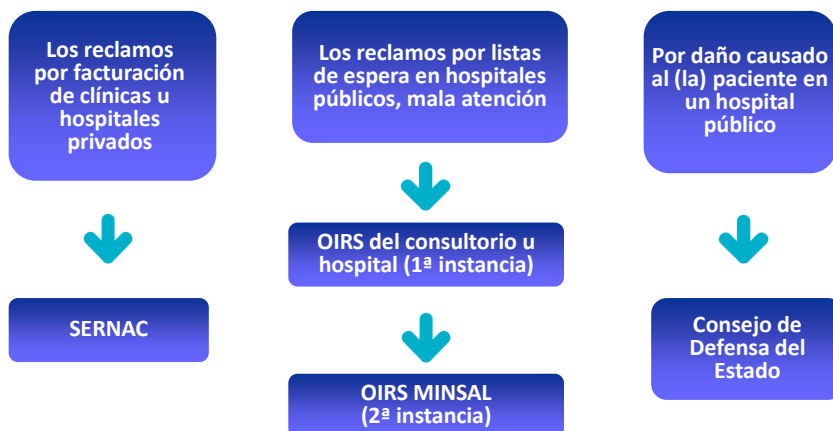 Los reclamos
por facturación
de clínicas u
hospitales
privados
SERNAC
Los reclamos por listas
de espera en hospitales
públicos, mala atención
OIRS del consultorio u
hospital (1ª instancia)
OIRS MINSAL
(2ª instancia)
Por daño causado
al (la) paciente en
un hospital
público
Consejo de
Defensa del
Estado